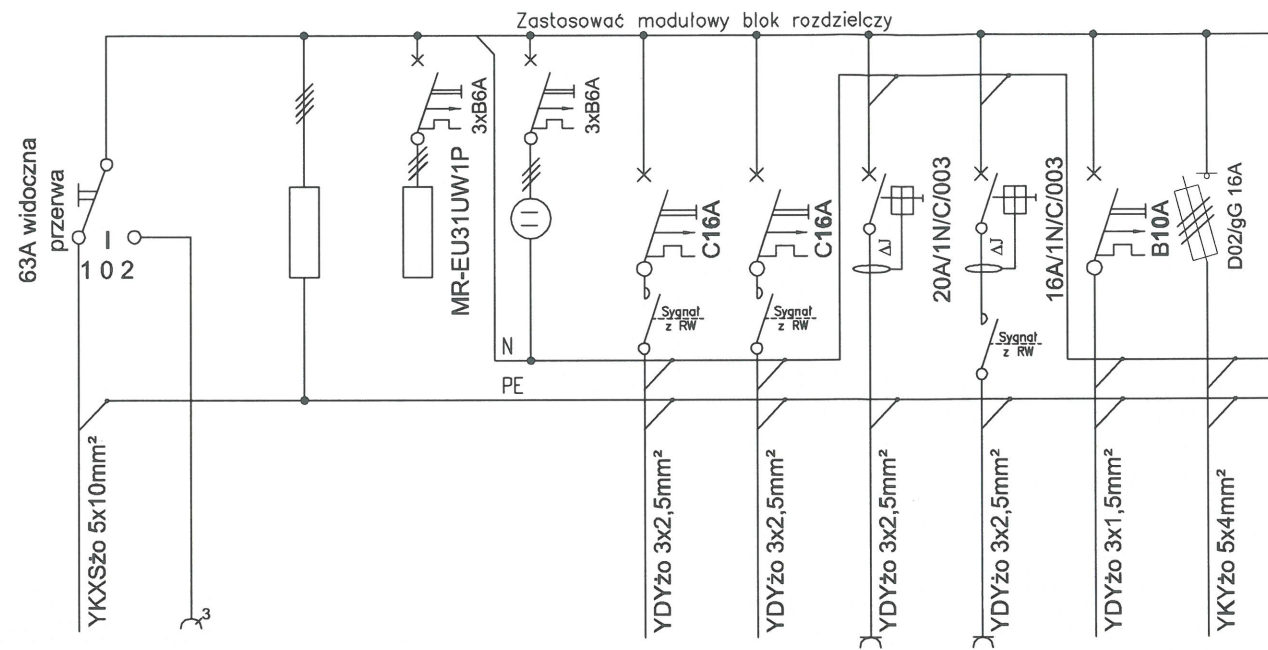 Zastosować modułowy blok rozdzielczy
63A widoczna
przerwa
1 0 2
3xB6A
MR-EU31UW1P
3xB6A
C16A
C16A
ΔJ
20A/1N/C/003
ΔJ
16A/1N/C/003
B10A
D02/gG 16A
Sygnał
z RW
Sygnał
z RW
Sygnał
z RW
N
PE
YKXSżo 5x10mm²
3
YDYżo 3x2,5mm²
YDYżo 3x2,5mm²
YDYżo 3x2,5mm²
YDYżo 3x2,5mm²
YDYżo 3x1,5mm²
YKYżo 5x4mm²